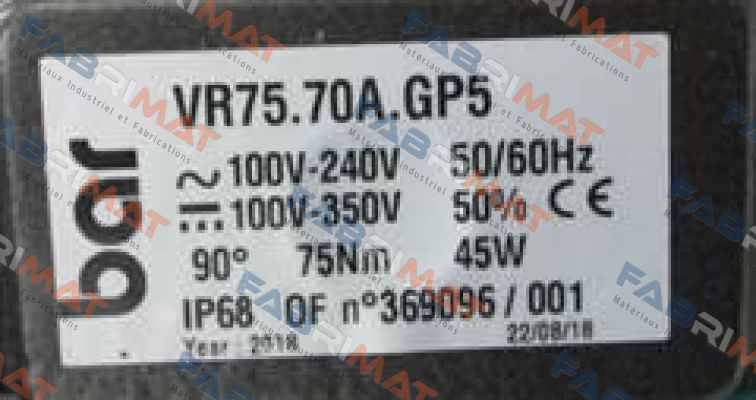 bar
VR75.70A.GP5
~ 100V-240V 50/60Hz
⎓ 100V-350V 50% CE
90° 75Nm 45W
IP68 OF n°369096 / 001
Year : 2018 22/08/18
FABRIMAT
Materiaux Industriel et Fabrications